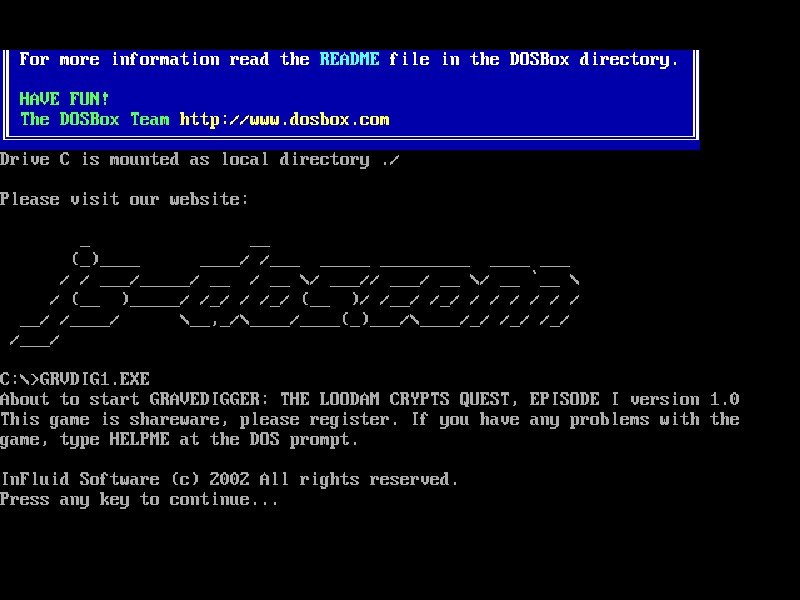 For more information read the README file in the DOSBox directory.
HAVE FUN!
The DOSBox Team http://www.dosbox.com
Drive C is mounted as local directory ./
Please visit our website:
js-dos.com
C:\>GRVDIG1.EXE
About to start GRAVEDIGGER: THE LOODAM CRYPTS QUEST, EPISODE I version 1.0
This game is shareware, please register. If you have any problems with the
game, type HELPME at the DOS prompt.
InFluid Software (c) 2002 All rights reserved.
Press any key to continue...